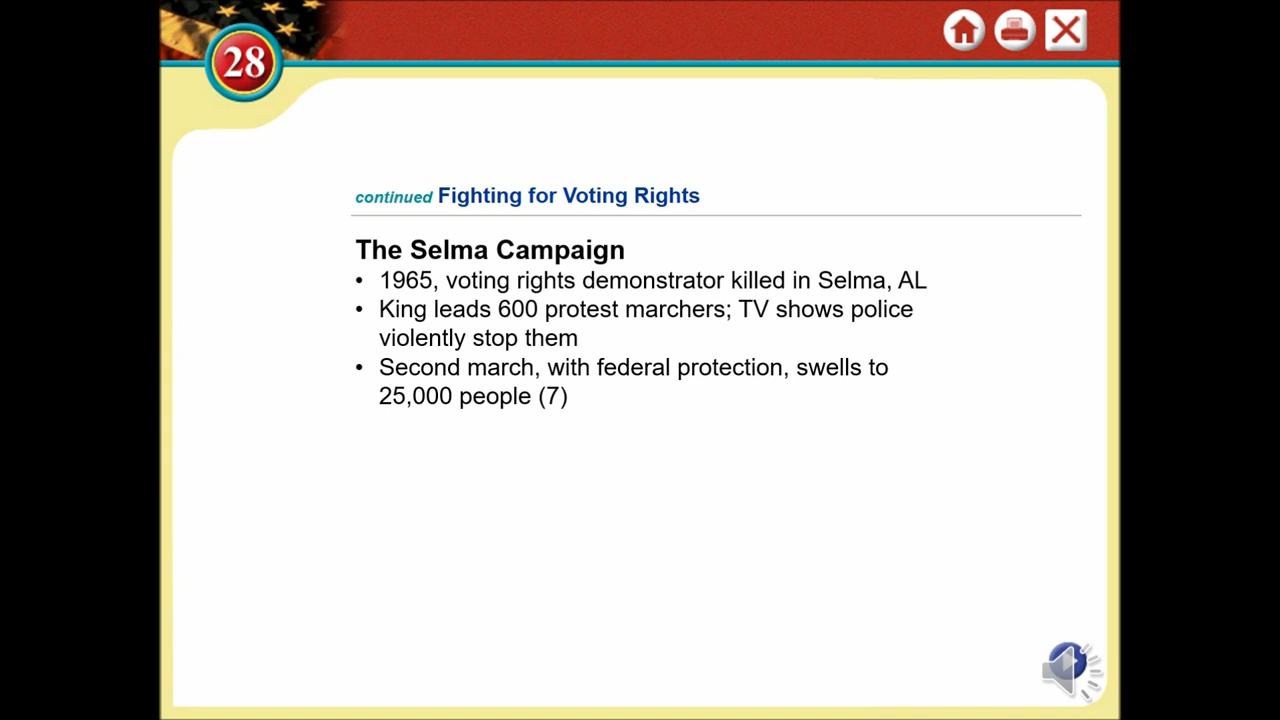 28
continued Fighting for Voting Rights
The Selma Campaign
• 1965, voting rights demonstrator killed in Selma, AL
• King leads 600 protest marchers; TV shows police
violently stop them
• Second march, with federal protection, swells to
25,000 people (7)